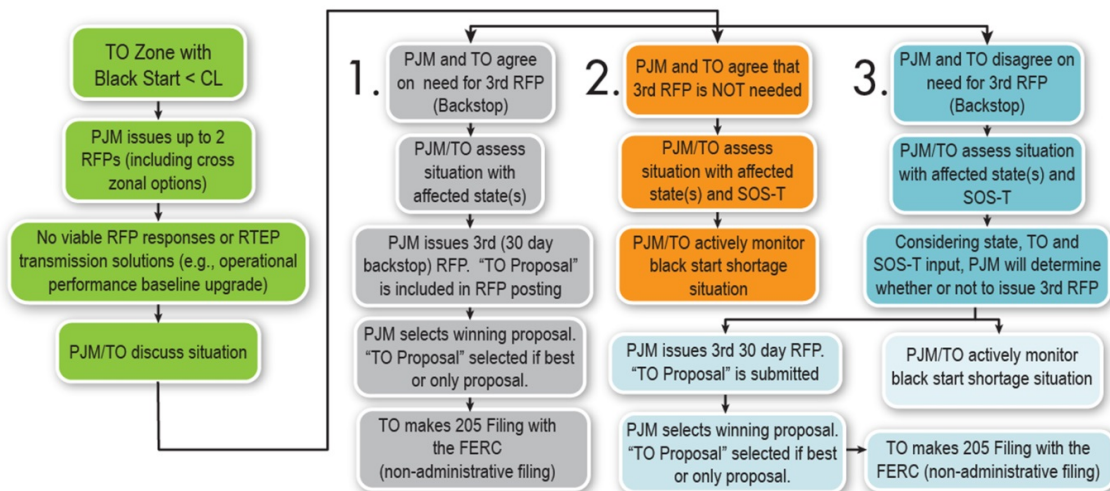 TO Zone with
Black Start < CL
PJM issues up to 2
RFPs (including cross
zonal options)
No viable RFP responses or RTEP
transmission solutions (e.g., operational
performance baseline upgrade)
PJM/TO discuss situation
1.
PJM and TO agree
on need for 3rd RFP
(Backstop)
PJM/TO assess
situation with
affected state(s)
PJM issues 3rd (30 day
backstop) RFP. “TO Proposal”
is included in RFP posting
PJM selects winning proposal.
“TO Proposal” selected if best
or only proposal.
TO makes 205 Filing with
the FERC
(non-administrative filing)
2.
PJM and TO agree that
3rd RFP is NOT needed
PJM/TO assess
situation with affected
state(s) and SOS-T
PJM/TO actively monitor
black start shortage
situation
3.
PJM and TO disagree on
need for 3rd RFP
(Backstop)
PJM/TO assess situation
with affected state(s) and
SOS-T
Considering state, TO and
SOS-T input, PJM will determine
whether or not to issue 3rd RFP
PJM issues 3rd 30 day RFP.
“TO Proposal” is submitted
PJM/TO actively monitor
black start shortage situation
PJM selects winning proposal.
“TO Proposal” selected if best
or only proposal.
TO makes 205 Filing with the
FERC (non-administrative filing)